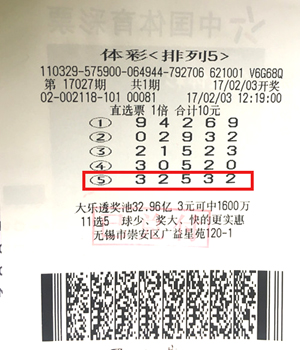 中国体育彩票
体彩<排列5>
110329-575900-064944-792706 621001 V6G68Q
第 17027期 共1期 17/02/03开奖
02-002118-101 00081 17/02/03 12:19:00
直选票 1倍 合计10元
① 9 4 2 6 9
② 0 2 9 3 2
③ 2 1 5 2 3
④ 3 0 5 2 0
⑤ 3 2 5 3 2
大乐透奖池32.96亿 3元可中1600万
11选5 球少、奖大、快的更实惠
无锡市崇安区广益星苑120-1